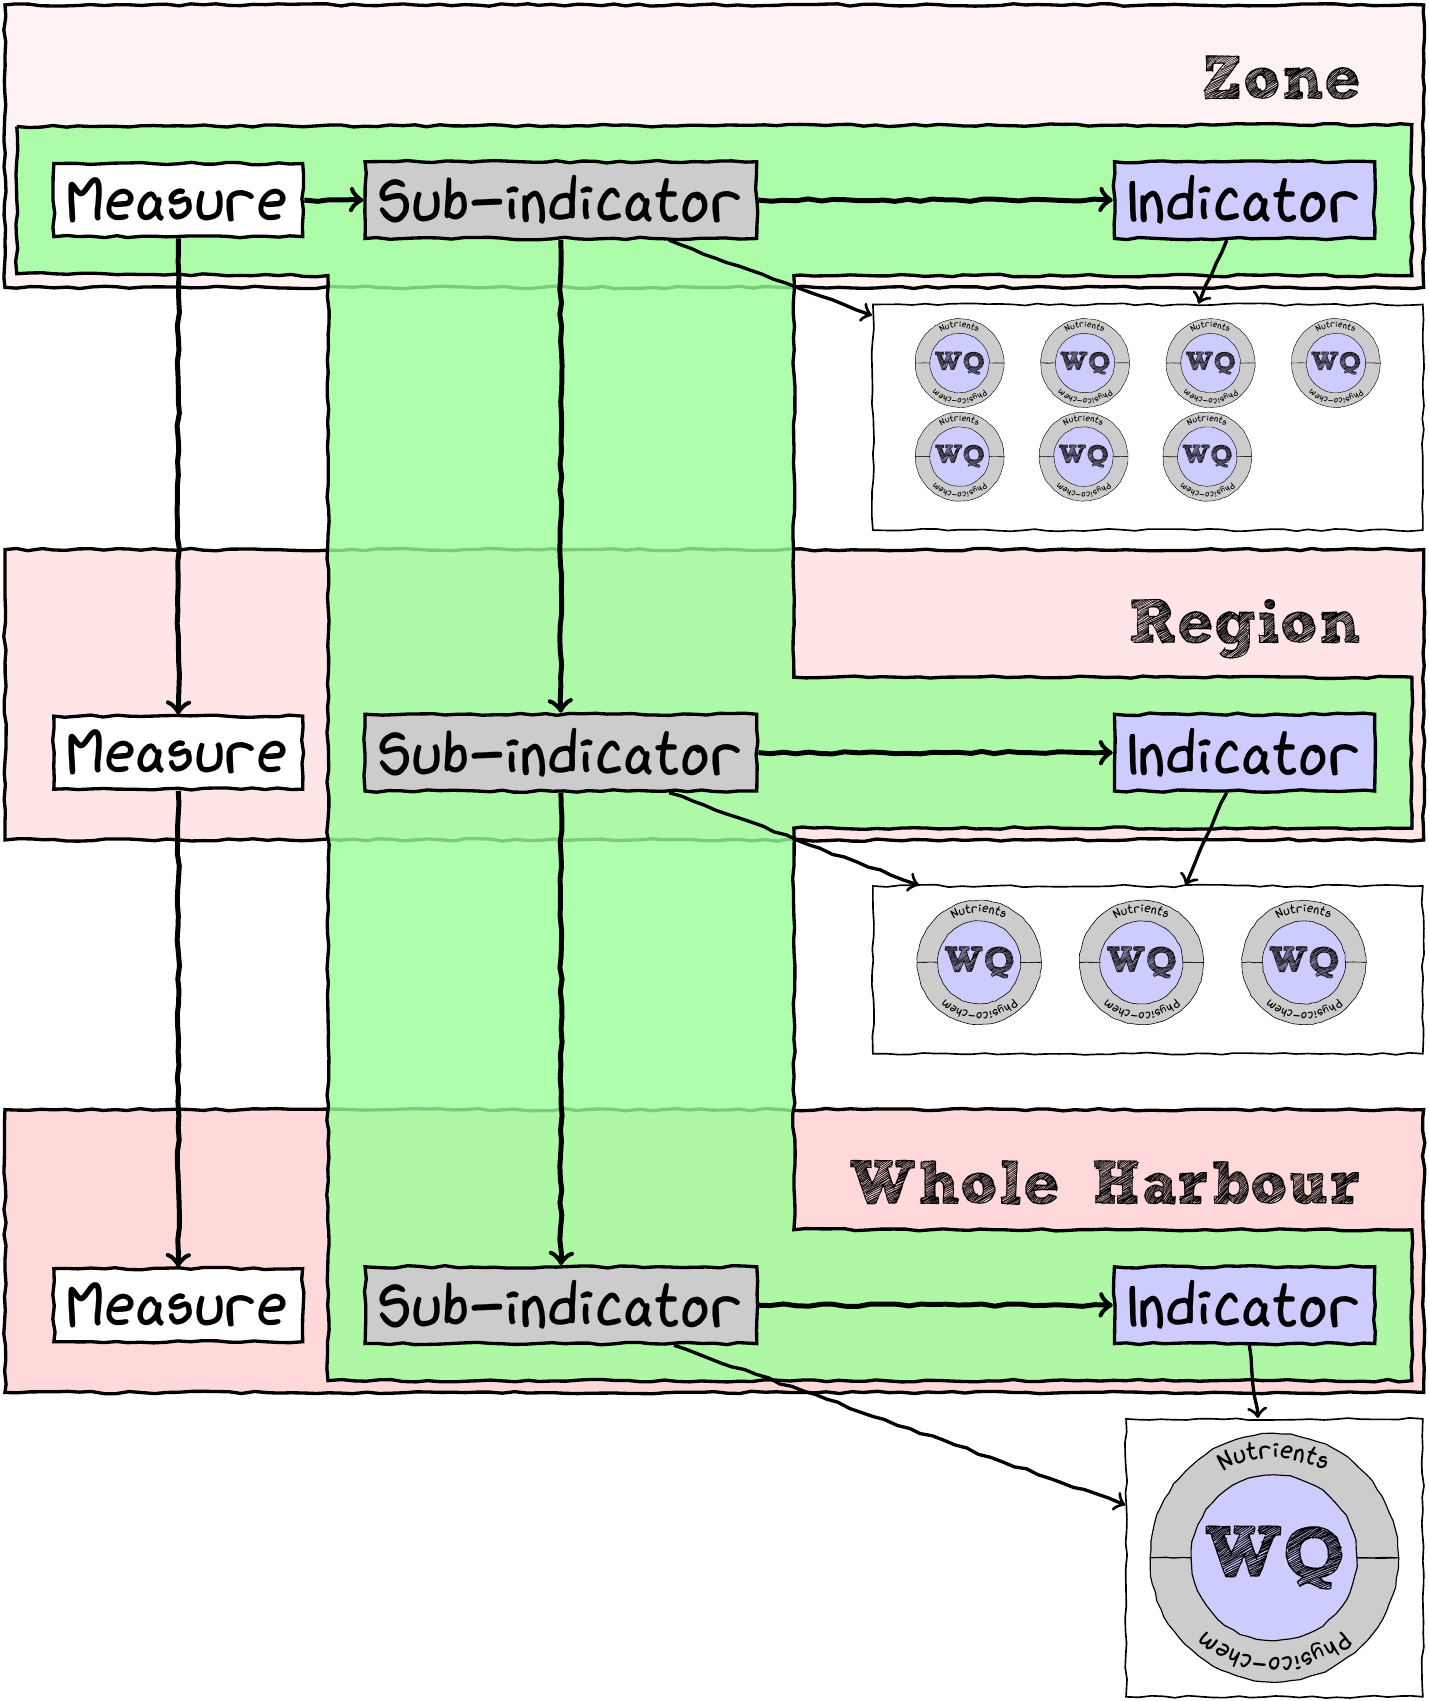 Zone
Measure
Sub-indicator
Indicator
Nutrients
WQ
Physico-chem
Nutrients
WQ
Physico-chem
Nutrients
WQ
Physico-chem
Nutrients
WQ
Physico-chem
Nutrients
WQ
Physico-chem
Nutrients
WQ
Physico-chem
Nutrients
WQ
Physico-chem
Region
Measure
Sub-indicator
Indicator
Nutrients
WQ
Physico-chem
Nutrients
WQ
Physico-chem
Nutrients
WQ
Physico-chem
Whole Harbour
Measure
Sub-indicator
Indicator
Nutrients
WQ
Physico-chem